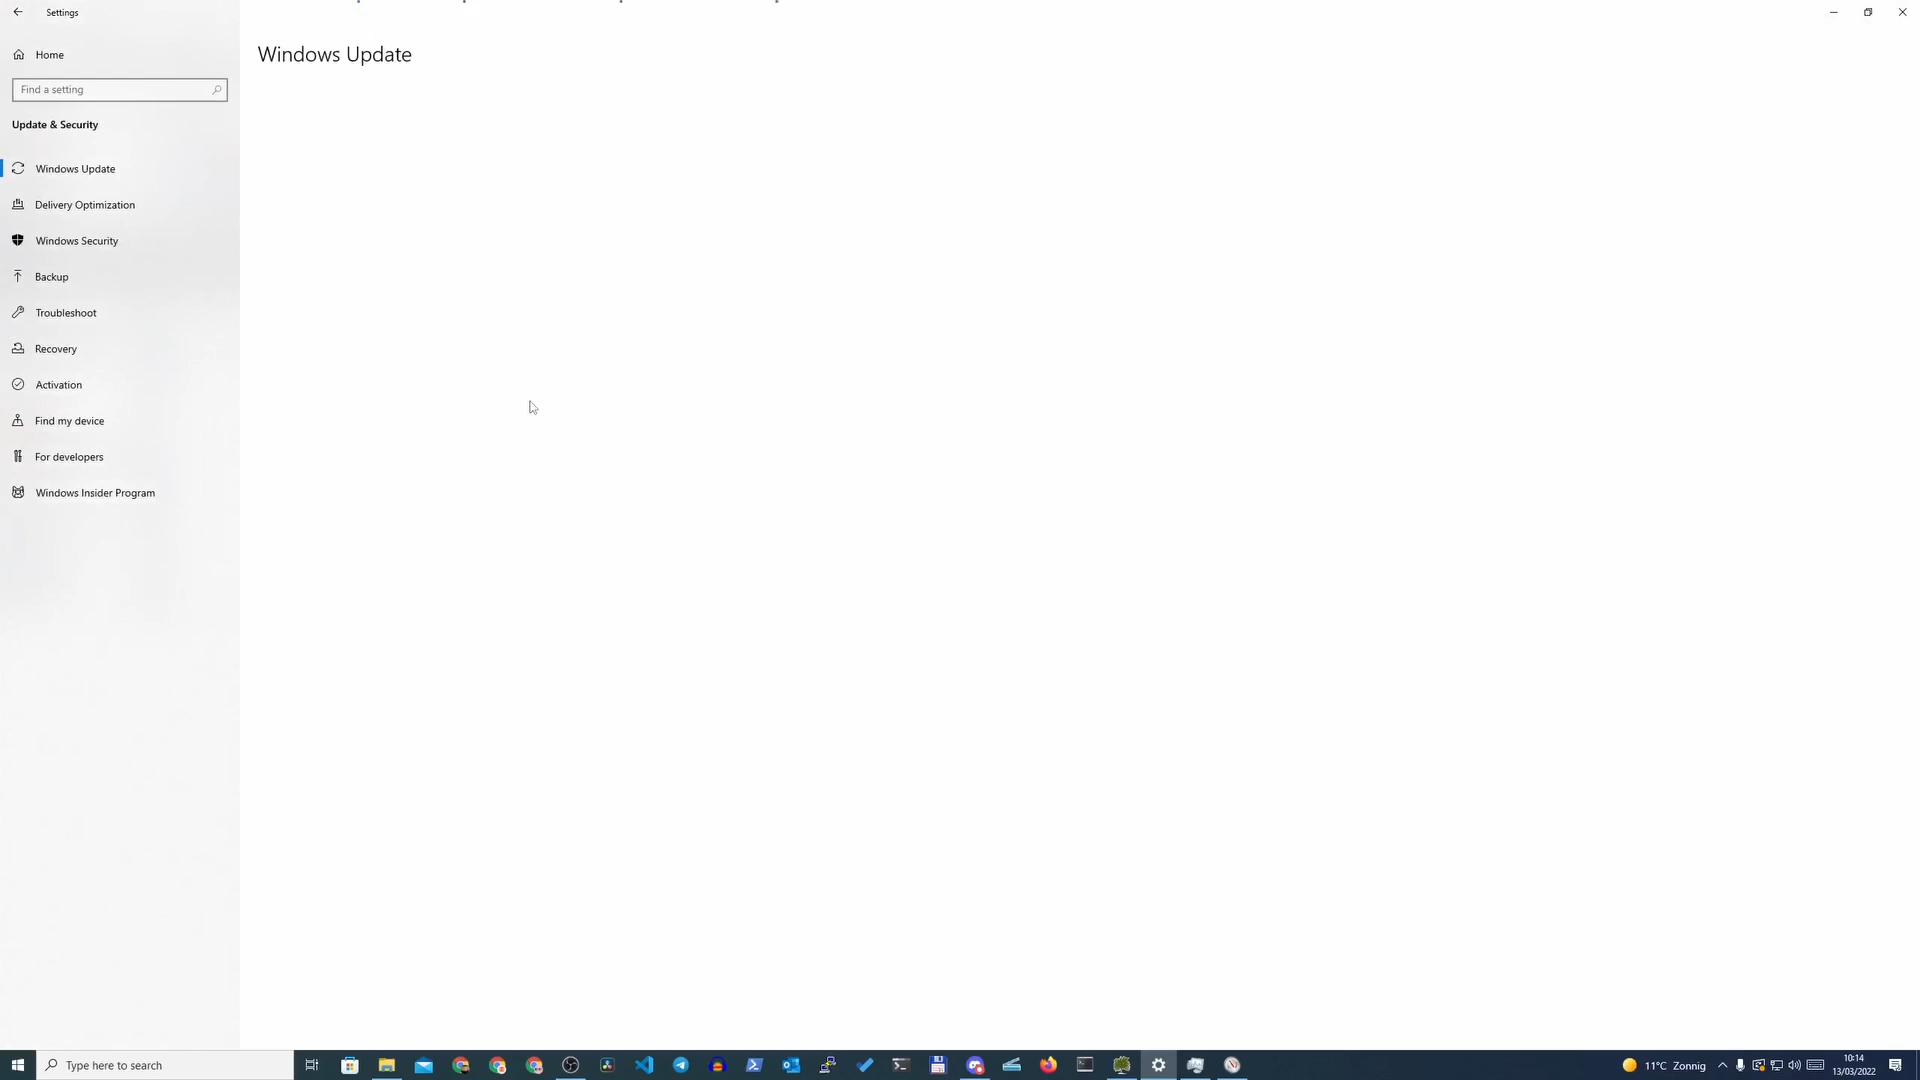 Settings
Home
Find a setting
Update & Security
Windows Update
Delivery Optimization
Windows Security
Backup
Troubleshoot
Recovery
Activation
Find my device
For developers
Windows Insider Program
Windows Update
Type here to search
11°C Zonnig
10:14
13/03/2022